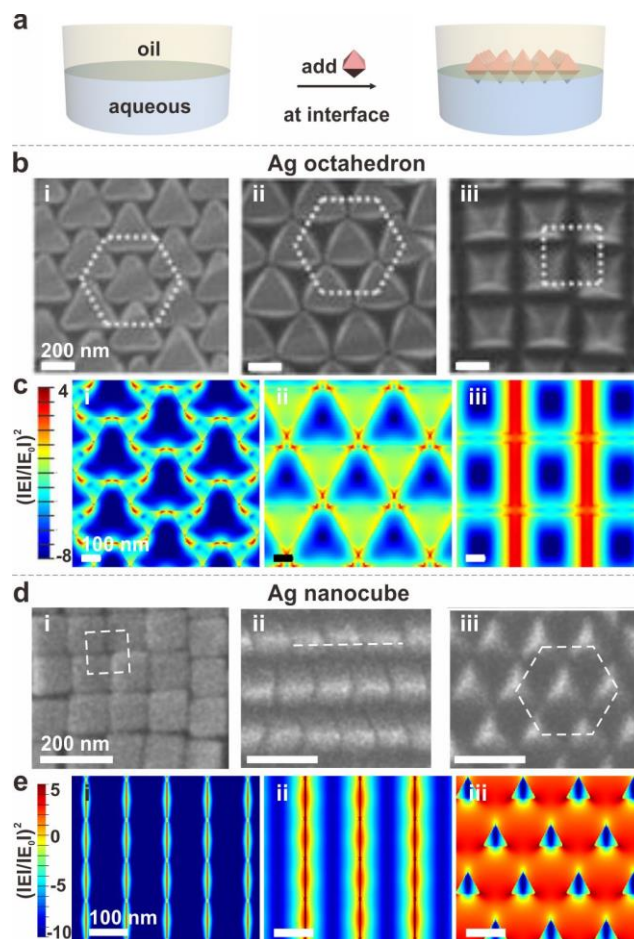 a
oil
aqueous
add
at interface
b
Ag octahedron
i
ii
iii
200 nm
c
4
-8
(|E|/|E₀|)²
i
ii
iii
100 nm
d
Ag nanocube
i
ii
iii
200 nm
e
5
0
-5
-10
(|E|/|E₀|)²
i
ii
iii
100 nm